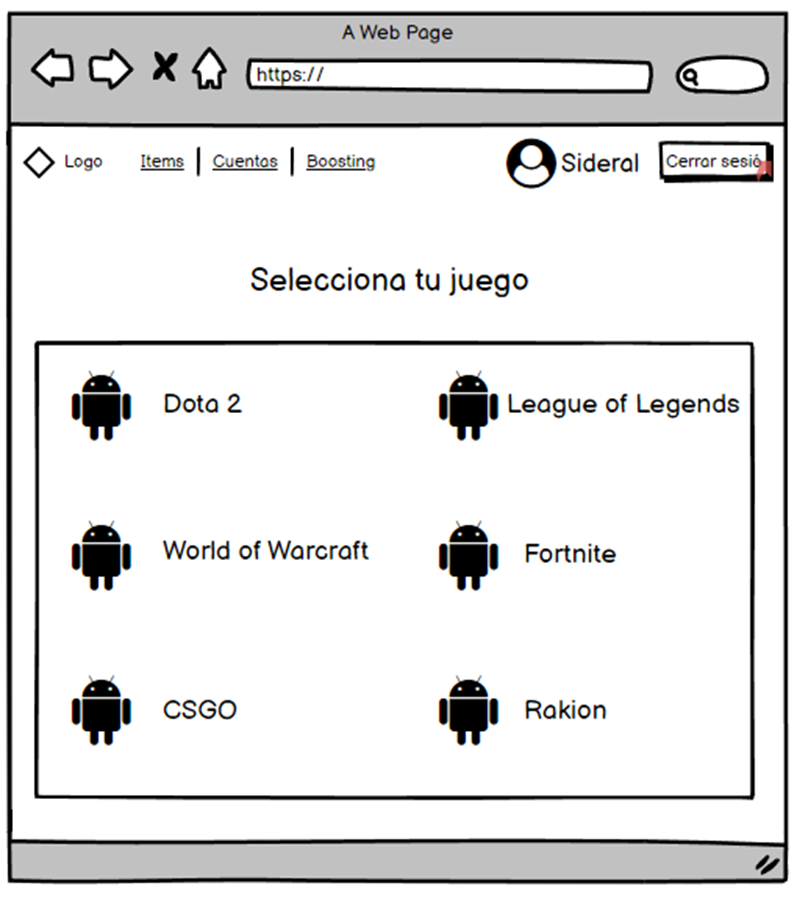 A Web Page
https://
Logo Items Cuentas Boosting Sideral Cerrar sesió
Selecciona tu juego
Dota 2 League of Legends
World of Warcraft Fortnite
CSGO Rakion